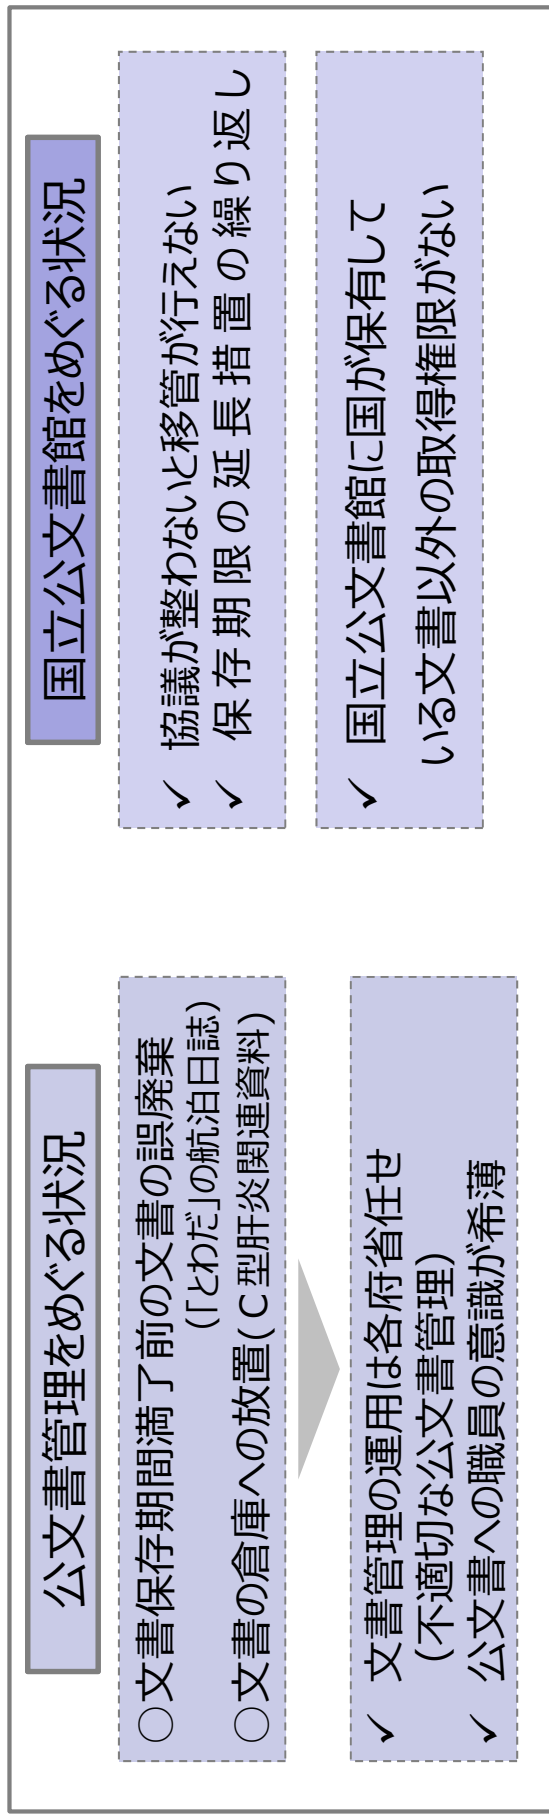 公文書管理をめぐる状況
○文書保存期間満了前の文書の誤廃棄
(「とわだ」の航泊日誌)
○文書の倉庫への放置(C型肝炎関連資料)
✓ 文書管理の運用は各府省任せ
(不適切な公文書管理)
✓ 公文書への職員の意識が希薄
国立公文書館をめぐる状況
✓ 協議が整わないと移管が行えない
✓ 保存期限の延長措置の繰り返し
✓ 国立公文書館に国が保有して
いる文書以外の取得権限がない